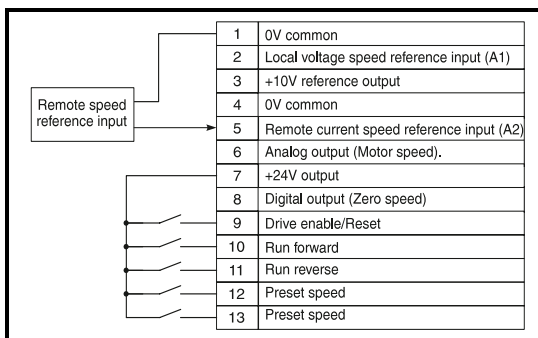 1 0V common
2 Local voltage speed reference input (A1)
3 +10V reference output
Remote speed
reference input
4 0V common
5 Remote current speed reference input (A2)
6 Analog output (Motor speed).
7 +24V output
8 Digital output (Zero speed)
9 Drive enable/Reset
10 Run forward
11 Run reverse
12 Preset speed
13 Preset speed